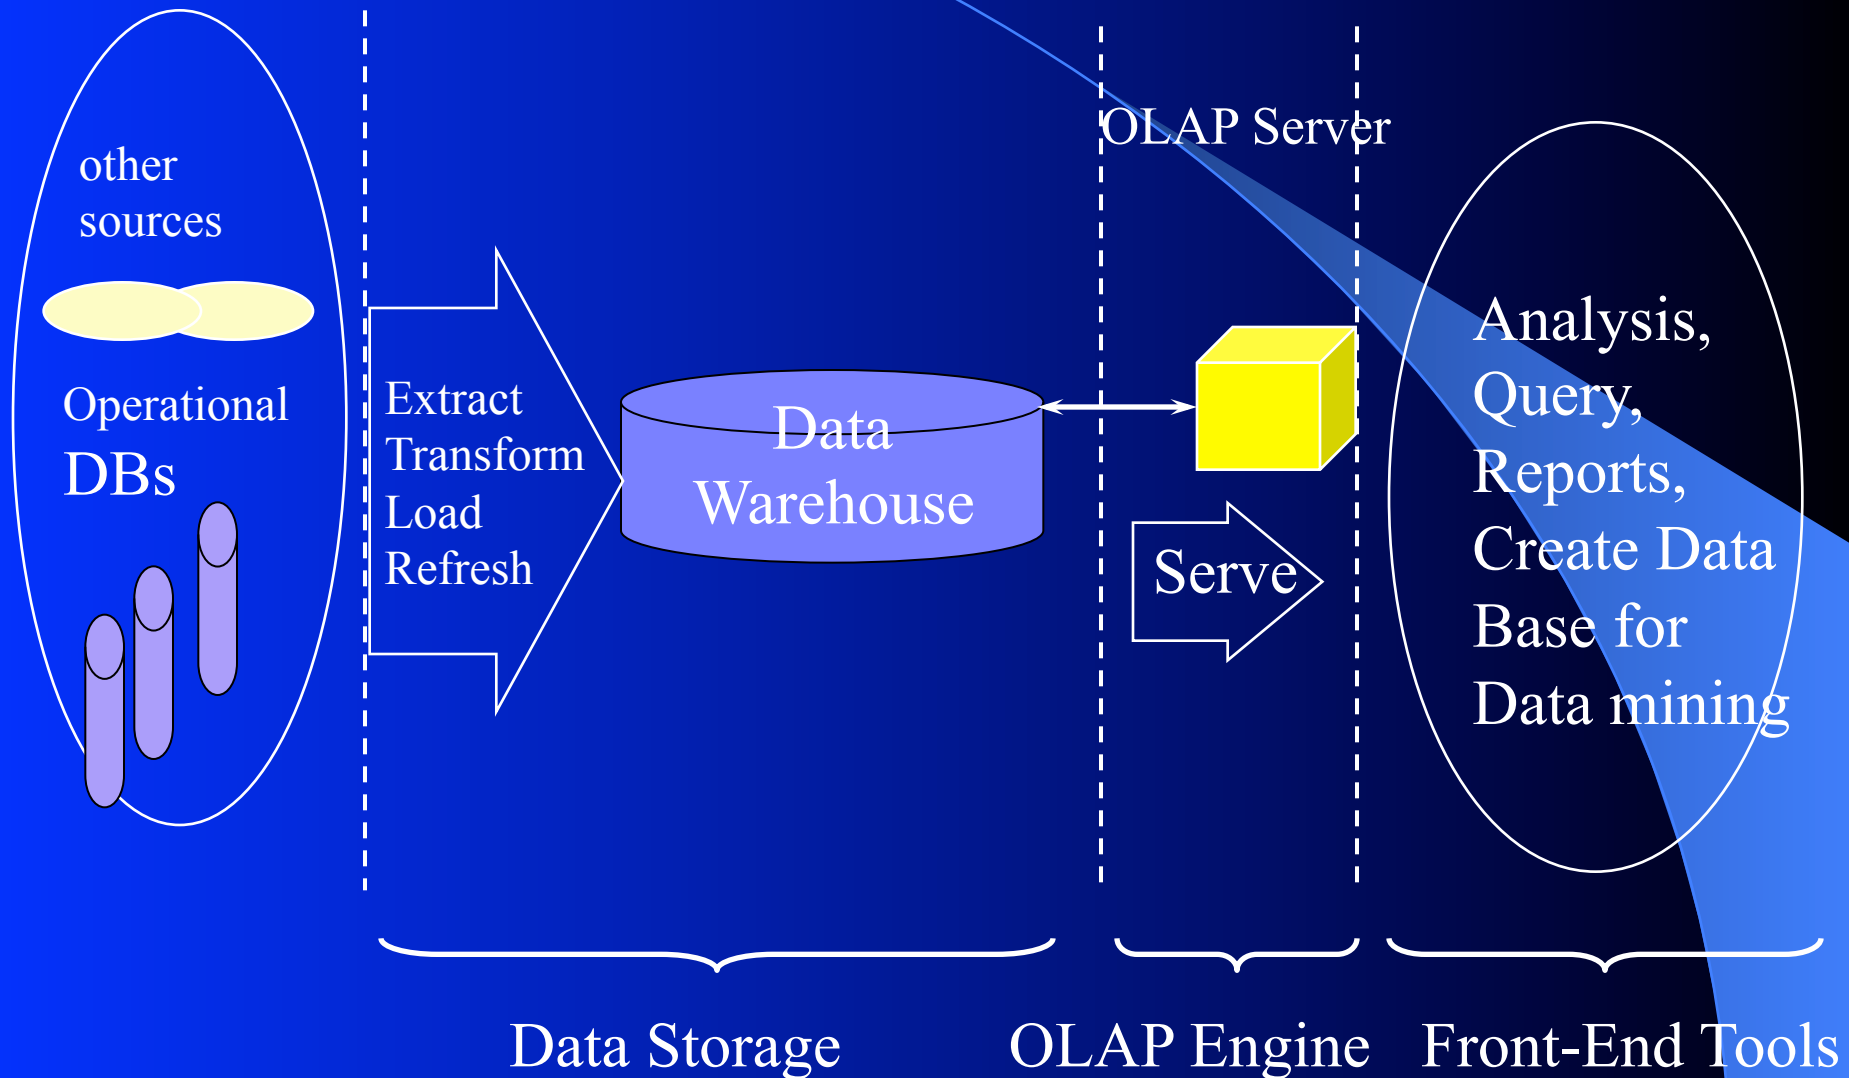 other
sources
Operational
DBs
Extract
Transform
Load
Refresh
Data
Warehouse
OLAP Server
Serve
Analysis,
Query,
Reports,
Create Data
Base for
Data mining
Data Storage
OLAP Engine
Front-End Tools